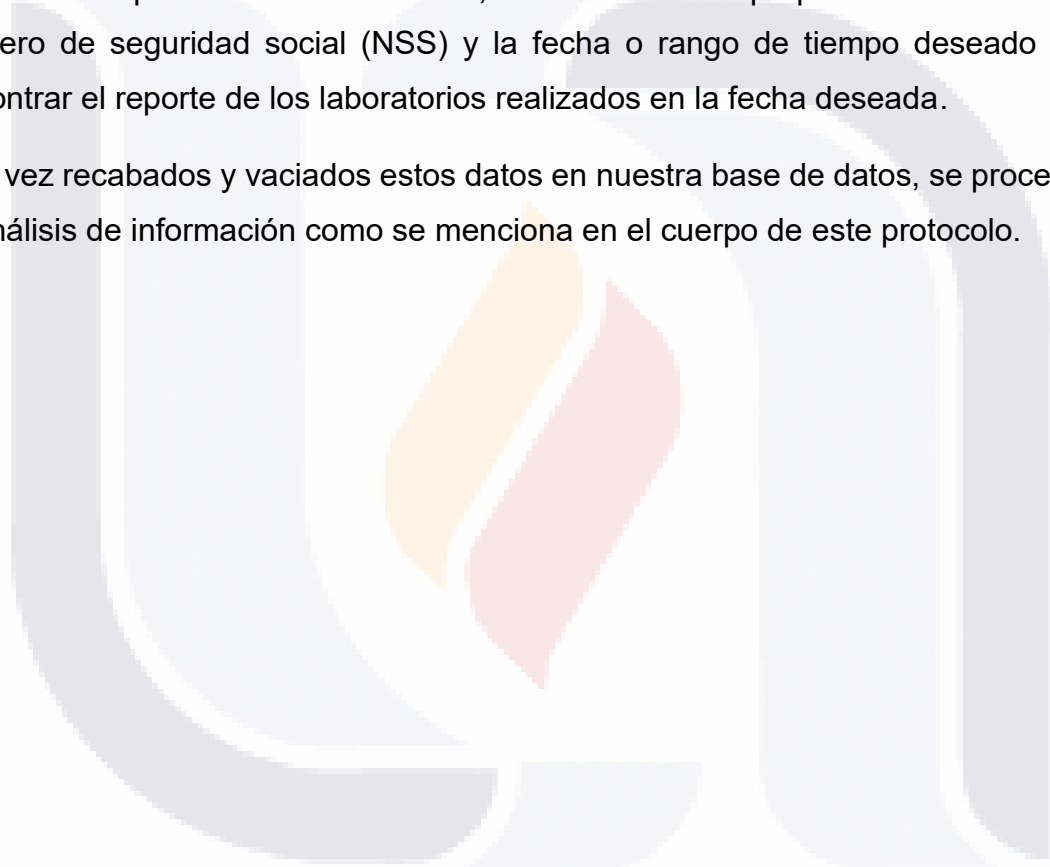 ero de seguridad social (NSS) y la fecha o rango de tiempo deseado
ontrar el reporte de los laboratorios realizados en la fecha deseada.
vez recabados y vaciados estos datos en nuestra base de datos, se proce
nálisis de información como se menciona en el cuerpo de este protocolo.